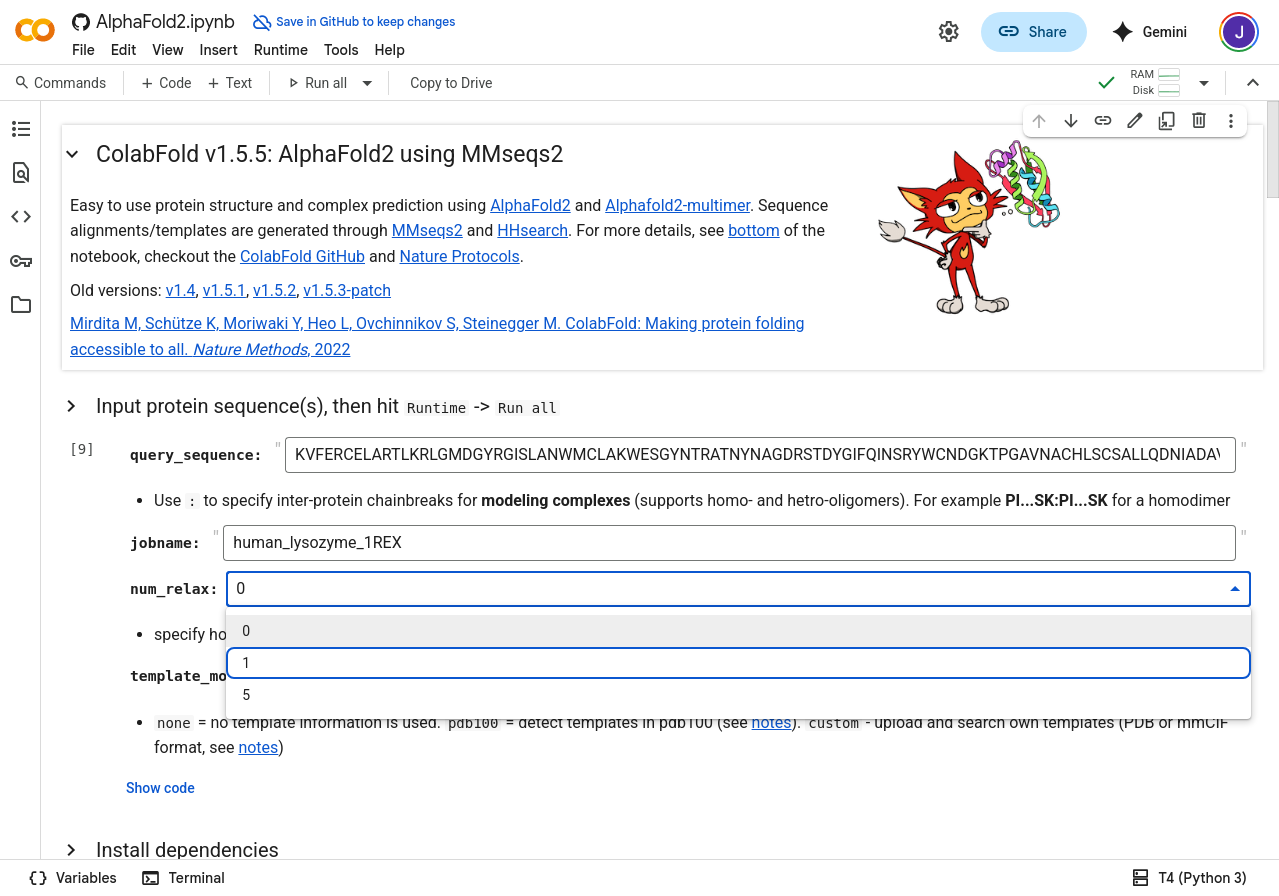 AlphaFold2.ipynb Save in GitHub to keep changes
File Edit View Insert Runtime Tools Help
Share
Gemini
J
Commands + Code + Text Run all Copy to Drive
RAM
Disk
ColabFold v1.5.5: AlphaFold2 using MMseqs2
Easy to use protein structure and complex prediction using AlphaFold2 and Alphafold2-multimer. Sequence
alignments/templates are generated through MMseqs2 and HHsearch. For more details, see bottom of the
notebook, checkout the ColabFold GitHub and Nature Protocols.
Old versions: v1.4, v1.5.1, v1.5.2, v1.5.3-patch
Mirdita M, Schütze K, Moriwaki Y, Heo L, Ovchinnikov S, Steinegger M. ColabFold: Making protein folding
accessible to all. Nature Methods, 2022
Input protein sequence(s), then hit Runtime -> Run all
[9]
query_sequence: " KVFERCELARTLKRLGMDGYRGISLANWMCLAKWESGYNTRATNYNAGDRSTDYGIFQINSRYWCNDGKTPGAVNACHLSCSALLQDNIADAV "
• Use : to specify inter-protein chainbreaks for modeling complexes (supports homo- and hetro-oligomers). For example PI...SK:PI...SK for a homodimer
jobname: " human_lysozyme_1REX "
num_relax: 0
0
• specify ho
1
template_mo
5
• none = no template information is used. pdb100 = detect templates in pdb100 (see notes). custom - upload and search own templates (PDB or mmCIF
format, see notes)
Show code
Install dependencies
Variables Terminal T4 (Python 3)